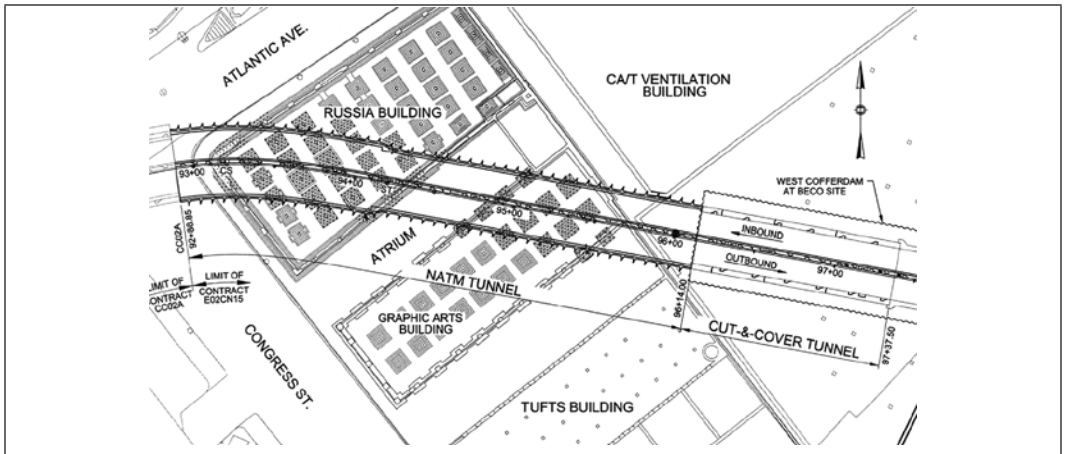 ATLANTIC AVE.
CA/T VENTILATION
BUILDING
RUSSIA BUILDING
WEST COFFERDAM
AT BECO SITE
93+00
CS
94+00
ST
95+00
96+00
97+00
INBOUND
OUTBOUND
CC02A
92+88.85
ATRIUM
NATM TUNNEL
LIMIT OF
CONTRACT
CC02A
LIMIT OF
CONTRACT
E02CN15
GRAPHIC ARTS
BUILDING
96+14.00
CUT-&-COVER TUNNEL
97+37.50
CONGRESS ST.
TUFTS BUILDING